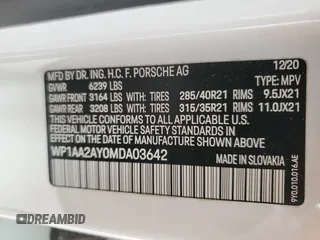 MFD. BY DR. ING. H.C. F. PORSCHE AG 12/20
GVWR 6239 LBS TYPE: MPV
GAWR FRONT 3164 LBS TIRES 285/40R21 RIMS 9.5JX21
GAWR REAR 3208 LBS TIRES 315/35R21 RIMS 11.0JX21
THIS VEHICLE CONFORMS TO ALL APPLICABLE FEDERAL
MOTOR VEHICLE SAFETY STANDARDS IN EFFECT ON THE
DATE OF MANUFACTURE SHOWN ABOVE.
WP1AA2AY0MDA03642
MADE IN SLOVAKIA
9Y0.010.016AE
DREAMBID